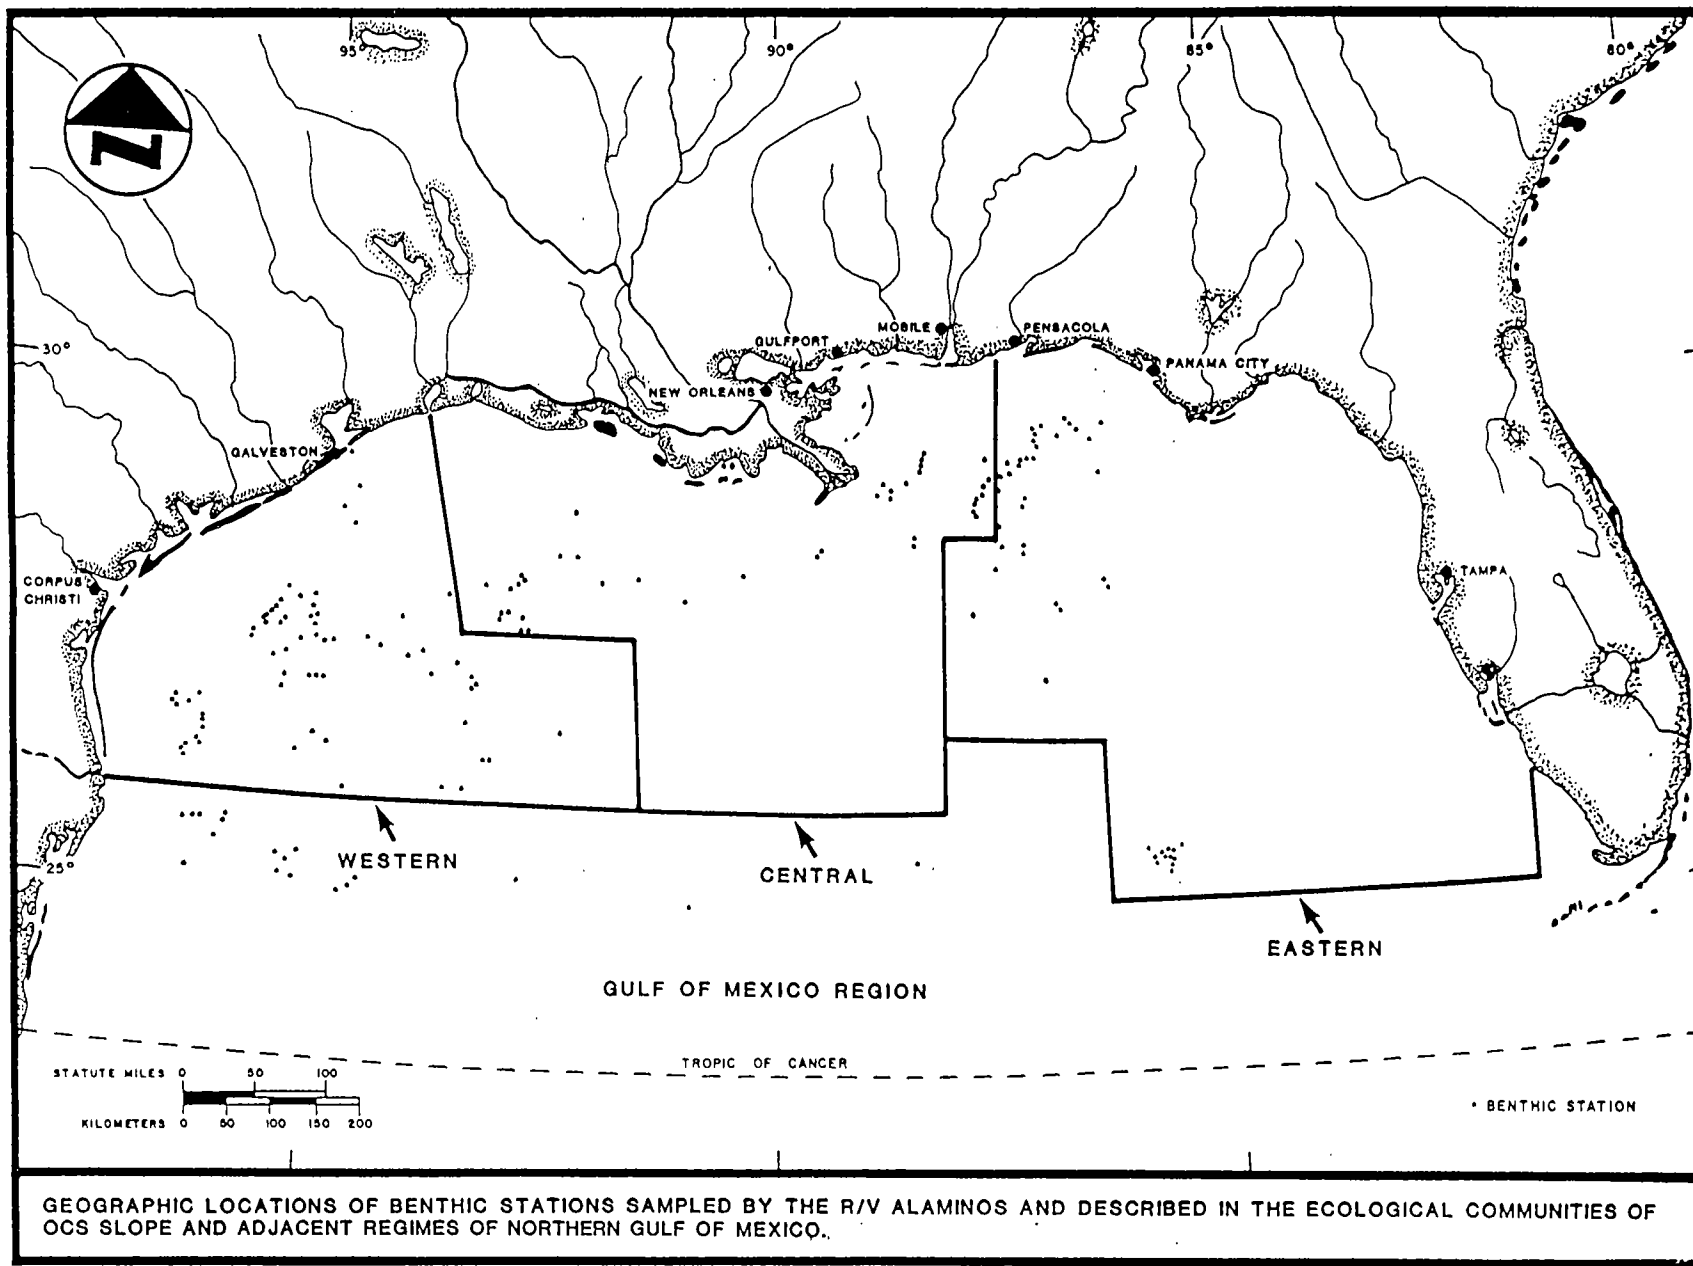 95°
90°
85°
80°
N
30°
MOBILE
PENSACOLA
GULFPORT
PANAMA CITY
NEW ORLEANS
GALVESTON
CORPUS
CHRISTI
TAMPA
25°
WESTERN
CENTRAL
EASTERN
GULF OF MEXICO REGION
TROPIC OF CANCER
STATUTE MILES 0 50 100
KILOMETERS 0 50 100 150 200
• BENTHIC STATION
GEOGRAPHIC LOCATIONS OF BENTHIC STATIONS SAMPLED BY THE R/V ALAMINOS AND DESCRIBED IN THE ECOLOGICAL COMMUNITIES OF
OCS SLOPE AND ADJACENT REGIMES OF NORTHERN GULF OF MEXICO.